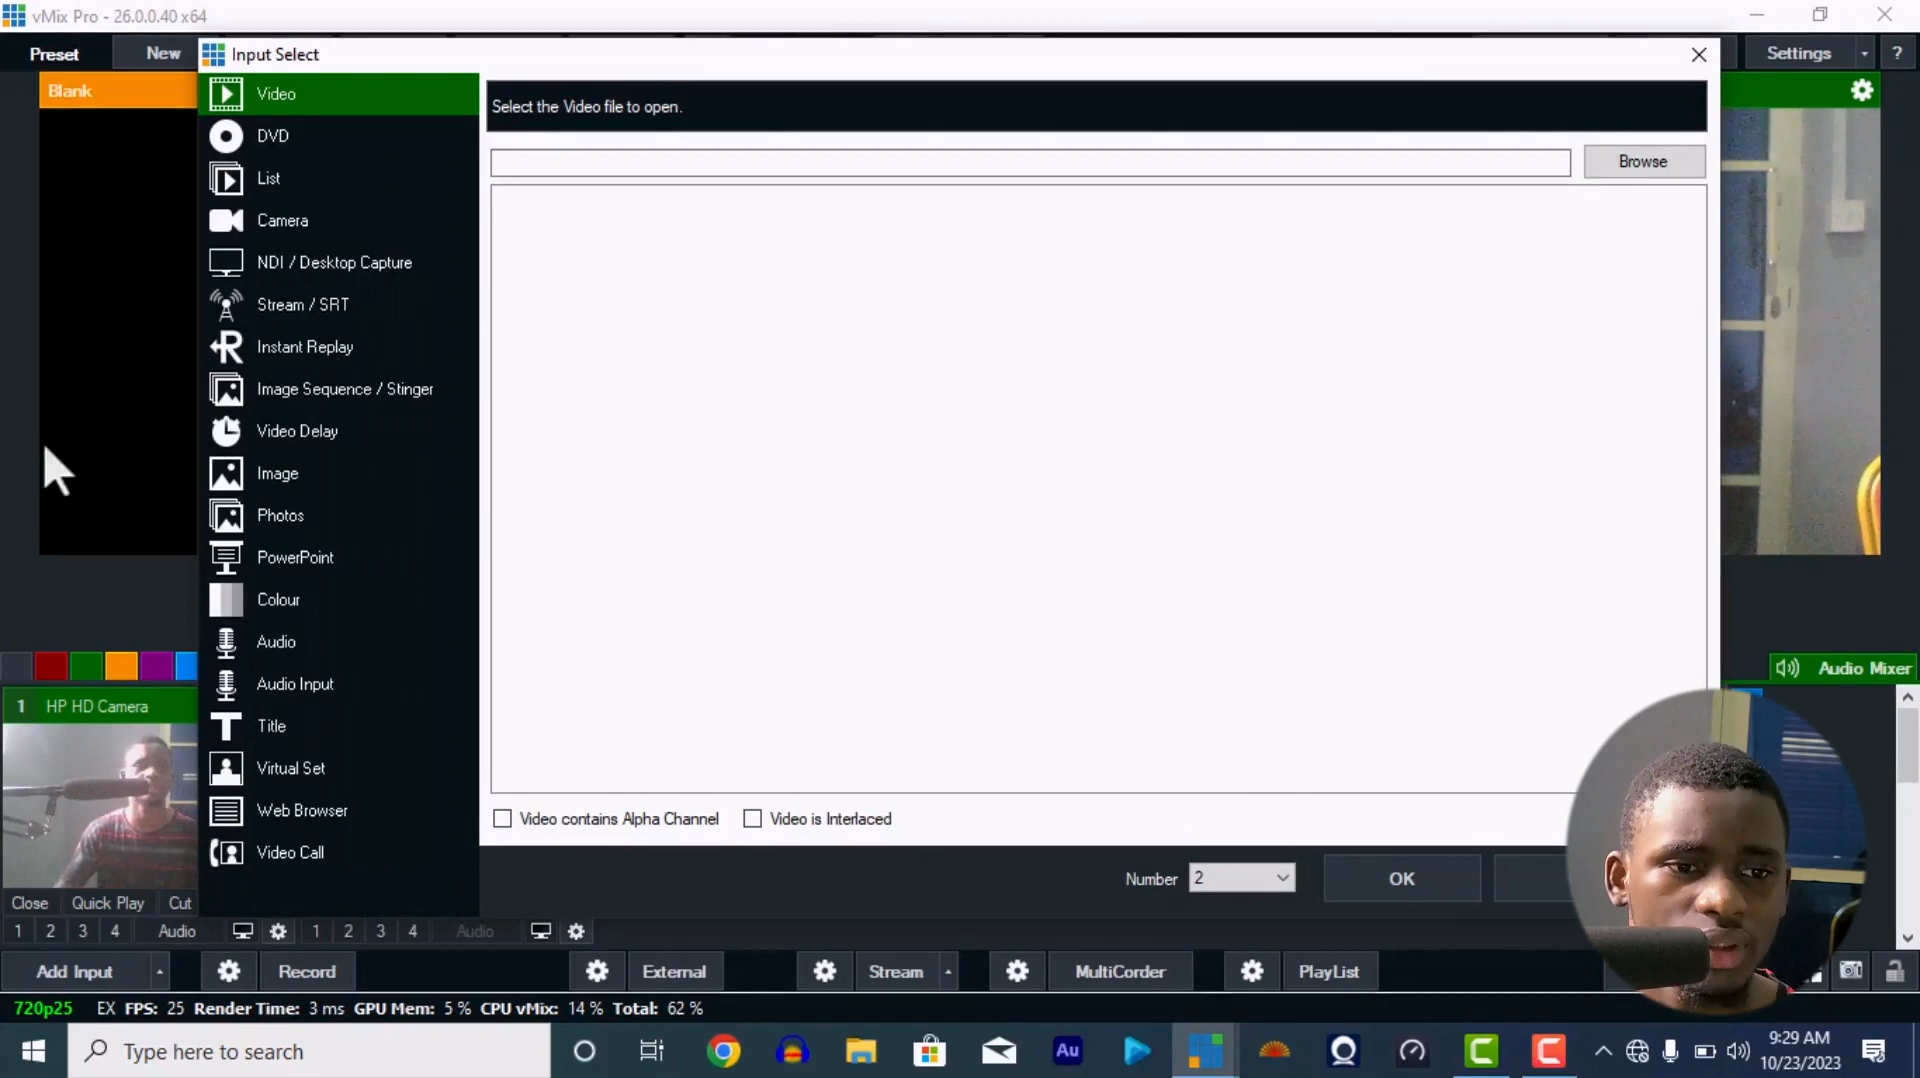 vMix Pro - 26.0.0.40 x64
Preset
New
Settings
?
Input Select
Blank
Video
DVD
List
Camera
NDI / Desktop Capture
Stream / SRT
Instant Replay
Image Sequence / Stinger
Video Delay
Image
Photos
PowerPoint
Colour
Audio
Audio Input
Title
Virtual Set
Web Browser
Video Call
Select the Video file to open.
Browse
Video contains Alpha Channel
Video is Interlaced
Number
2
OK
Audio Mixer
1 HP HD Camera
Close Quick Play Cut
1 2 3 4 Audio
1 2 3 4 Audio
Add Input
Record
External
Stream
MultiCorder
PlayList
720p25 EX FPS: 25 Render Time: 3 ms GPU Mem: 5 % CPU vMix: 14 % Total: 62 %
Type here to search
Au
9:29 AM
10/23/2023